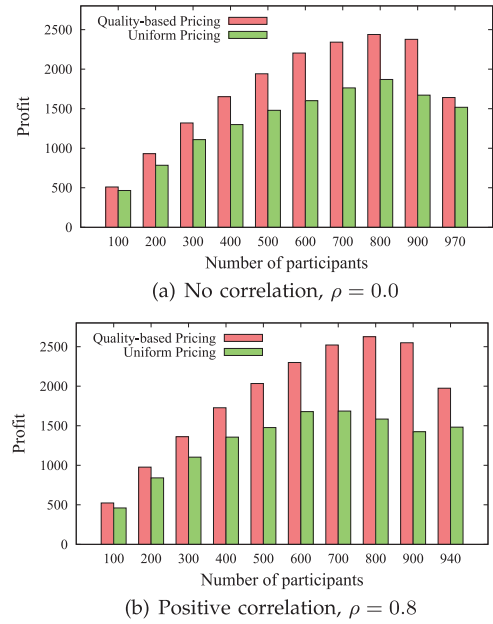 Quality-based Pricing
Uniform Pricing
2500
2000
1500
1000
500
0
Profit
100 200 300 400 500 600 700 800 900 970
Number of participants
(a) No correlation, ρ = 0.0
Quality-based Pricing
Uniform Pricing
2500
2000
1500
1000
500
0
Profit
100 200 300 400 500 600 700 800 900 940
Number of participants
(b) Positive correlation, ρ = 0.8